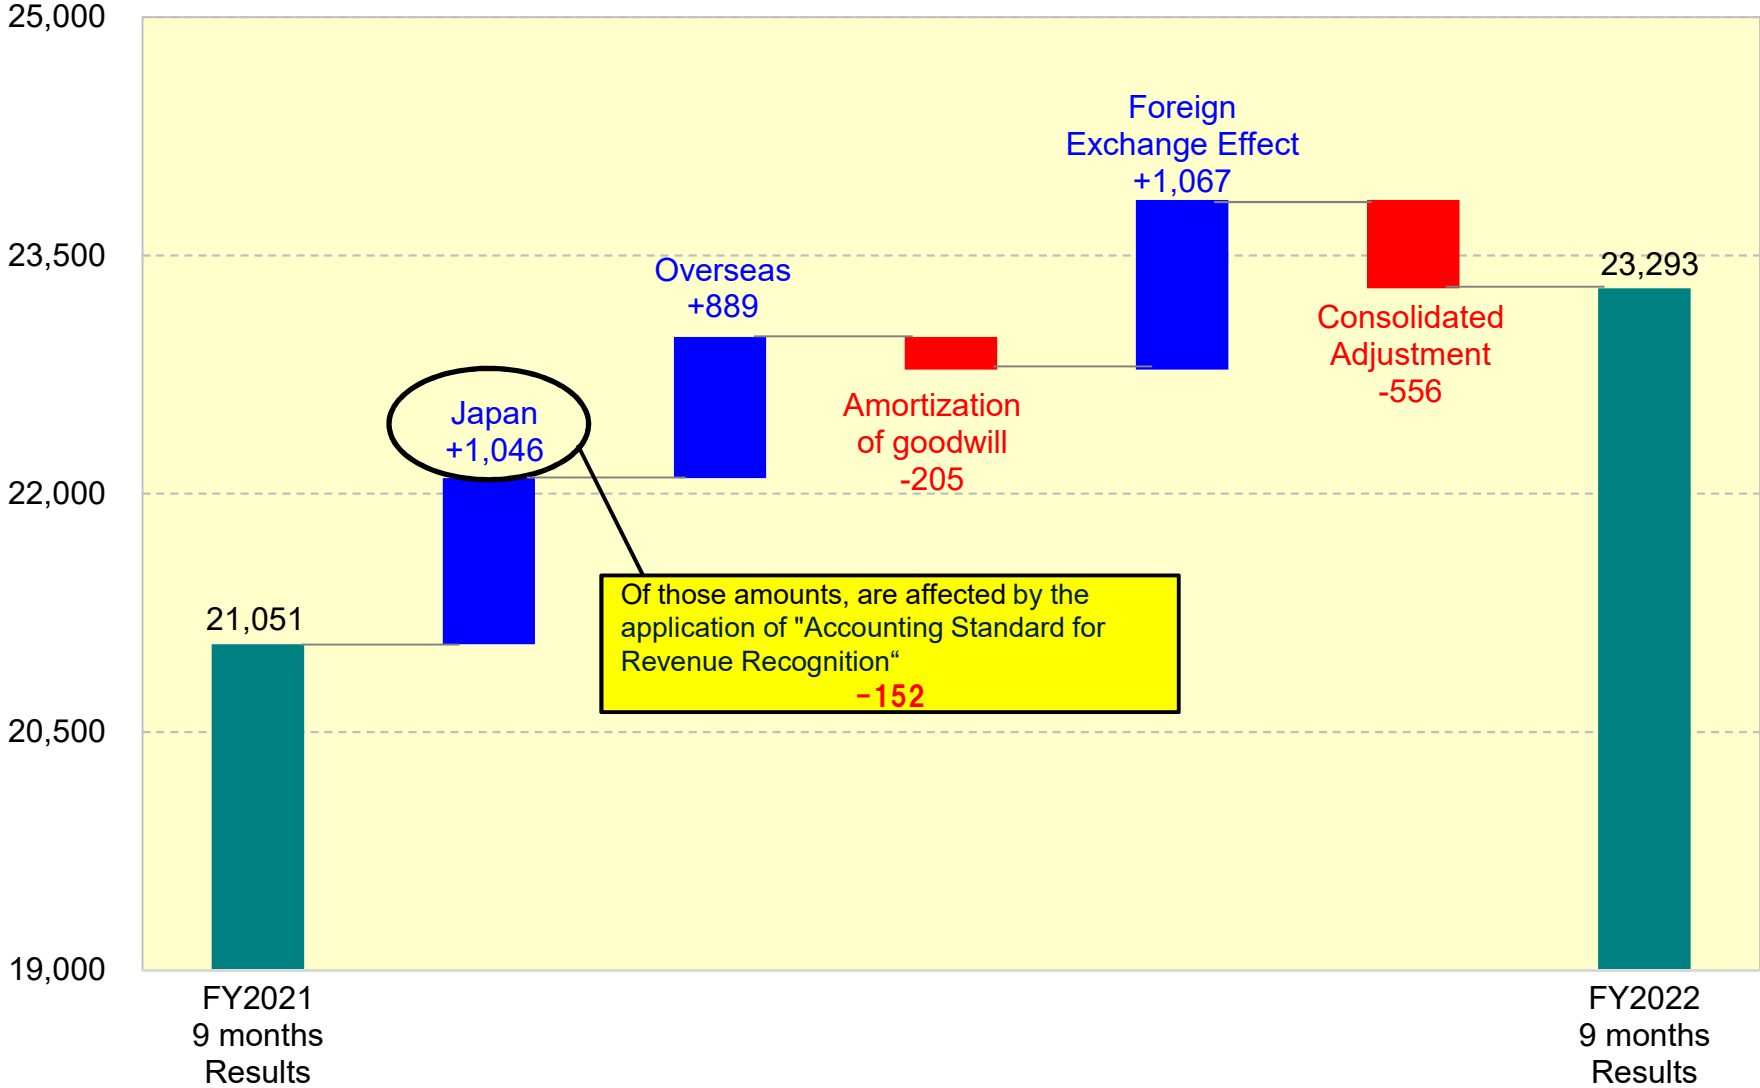 25,000
23,500
22,000
20,500
19,000
21,051
Japan
+1,046
Overseas
+889
Amortization
of goodwill
-205
Foreign
Exchange Effect
+1,067
Consolidated
Adjustment
-556
23,293
Of those amounts, are affected by the
application of "Accounting Standard for
Revenue Recognition“
-152
FY2021
9 months
Results
FY2022
9 months
Results